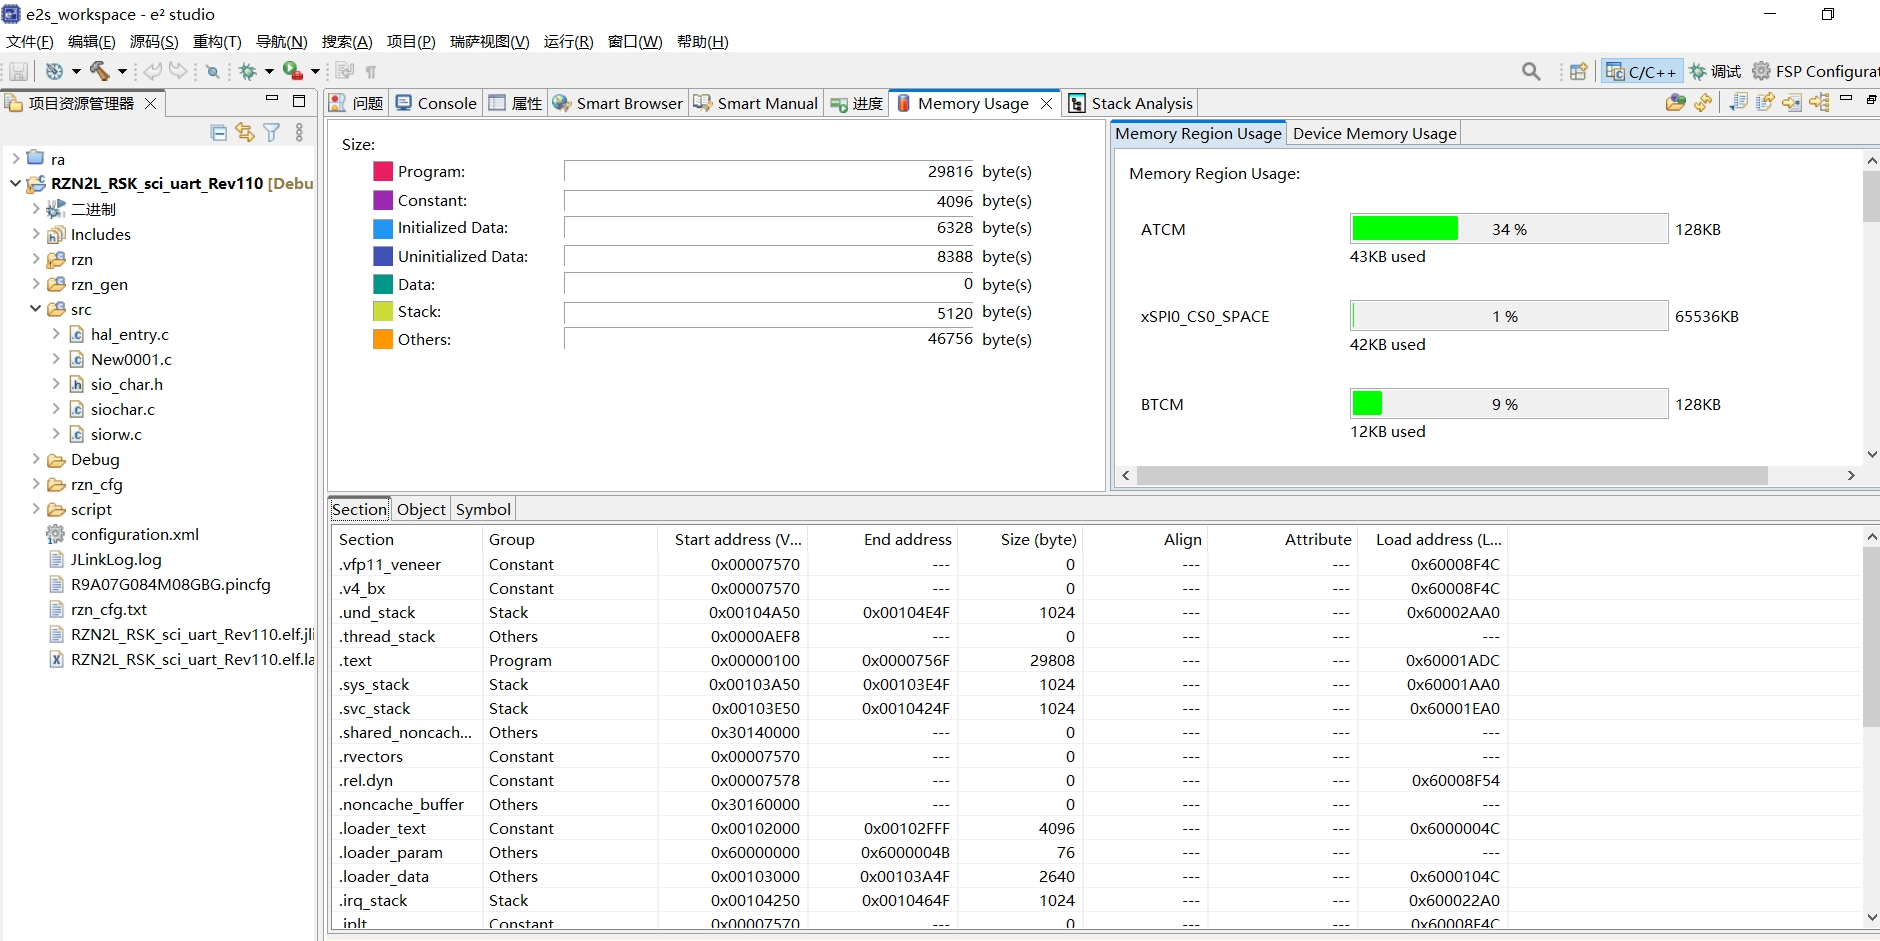 e2s_workspace - e² studio
文件(F) 编辑(E) 源码(S) 重构(T) 导航(N) 搜索(A) 项目(P) 瑞萨视图(V) 运行(R) 窗口(W) 帮助(H)
C/C++ 调试 FSP Configurat
项目资源管理器
ra
RZN2L_RSK_sci_uart_Rev110 [Debu
二进制
Includes
rzn
rzn_gen
src
hal_entry.c
New0001.c
sio_char.h
siochar.c
siorw.c
Debug
rzn_cfg
script
configuration.xml
JLinkLog.log
R9A07G084M08GBG.pincfg
rzn_cfg.txt
RZN2L_RSK_sci_uart_Rev110.elf.jli
RZN2L_RSK_sci_uart_Rev110.elf.la
问题 Console 属性 Smart Browser Smart Manual 进度 Memory Usage Stack Analysis
Size:
Program: 29816 byte(s)
Constant: 4096 byte(s)
Initialized Data: 6328 byte(s)
Uninitialized Data: 8388 byte(s)
Data: 0 byte(s)
Stack: 5120 byte(s)
Others: 46756 byte(s)
Memory Region Usage Device Memory Usage
Memory Region Usage:
ATCM 34 % 128KB
43KB used
xSPI0_CS0_SPACE 1 % 65536KB
42KB used
BTCM 9 % 128KB
12KB used
Section Object Symbol
Section Group Start address (V... End address Size (byte) Align Attribute Load address (L...
.vfp11_veneer Constant 0x00007570 --- 0 --- --- 0x60008F4C
.v4_bx Constant 0x00007570 --- 0 --- --- 0x60008F4C
.und_stack Stack 0x00104A50 0x00104E4F 1024 --- --- 0x60002AA0
.thread_stack Others 0x0000AEF8 --- 0 --- --- ---
.text Program 0x00000100 0x0000756F 29808 --- --- 0x60001ADC
.sys_stack Stack 0x00103A50 0x00103E4F 1024 --- --- 0x60001AA0
.svc_stack Stack 0x00103E50 0x0010424F 1024 --- --- 0x60001EA0
.shared_noncach... Others 0x30140000 --- 0 --- --- ---
.rvectors Constant 0x00007570 --- 0 --- --- ---
.rel.dyn Constant 0x00007578 --- 0 --- --- 0x60008F54
.noncache_buffer Others 0x30160000 --- 0 --- --- ---
.loader_text Constant 0x00102000 0x00102FFF 4096 --- --- 0x6000004C
.loader_param Others 0x60000000 0x6000004B 76 --- --- ---
.loader_data Others 0x00103000 0x00103A4F 2640 --- --- 0x6000104C
.irq_stack Stack 0x00104250 0x0010464F 1024 --- --- 0x600022A0
.iplt Constant 0x00007570 --- 0 --- --- 0x60008F4C